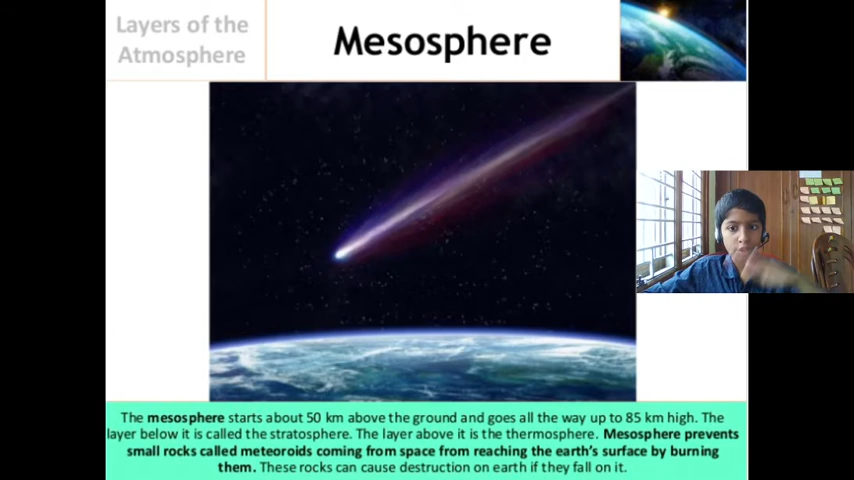 Layers of the
Atmosphere
Mesosphere
The mesosphere starts about 50 km above the ground and goes all the way up to 85 km high. The
layer below it is called the stratosphere. The layer above it is the thermosphere. Mesosphere prevents
small rocks called meteoroids coming from space from reaching the earth's surface by burning
them. These rocks can cause destruction on earth if they fall on it.